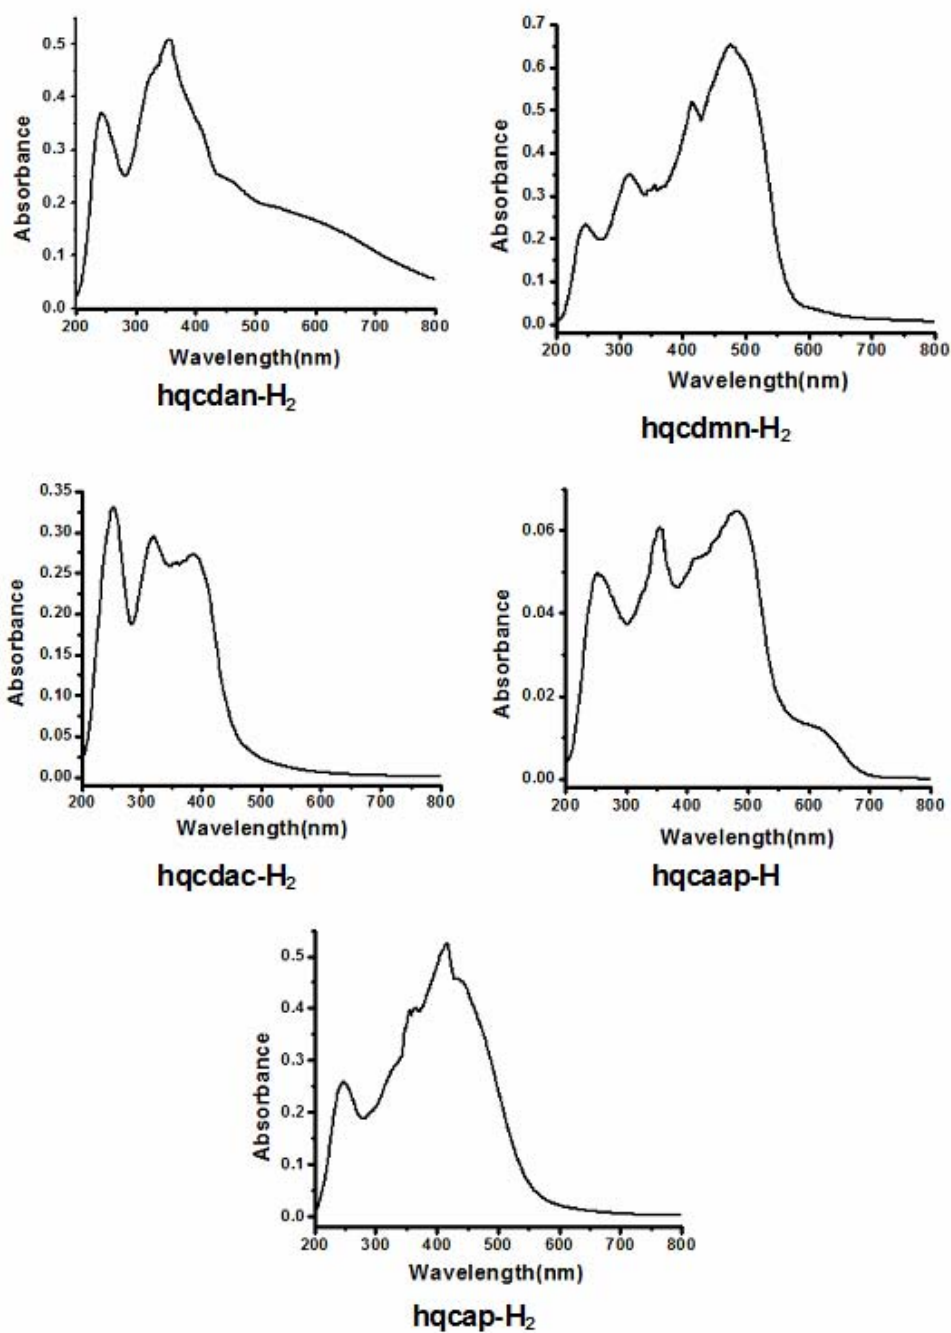 0.5
0.4
0.3
0.2
0.1
0.0
Absorbance
200 300 400 500 600 700 800
Wavelength(nm)
hqcdan-H₂
0.7
0.6
0.5
0.4
0.3
0.2
0.1
0.0
Absorbance
200 300 400 500 600 700 800
Wavelength(nm)
hqcdmn-H₂
0.35
0.30
0.25
0.20
0.15
0.10
0.05
0.00
Absorbance
200 300 400 500 600 700 800
Wavelength(nm)
hqcdac-H₂
0.06
0.04
0.02
0.00
Absorbance
200 300 400 500 600 700 800
Wavelength(nm)
hqcaap-H
0.5
0.4
0.3
0.2
0.1
0.0
Absorbance
200 300 400 500 600 700 800
Wavelength(nm)
hqcap-H₂